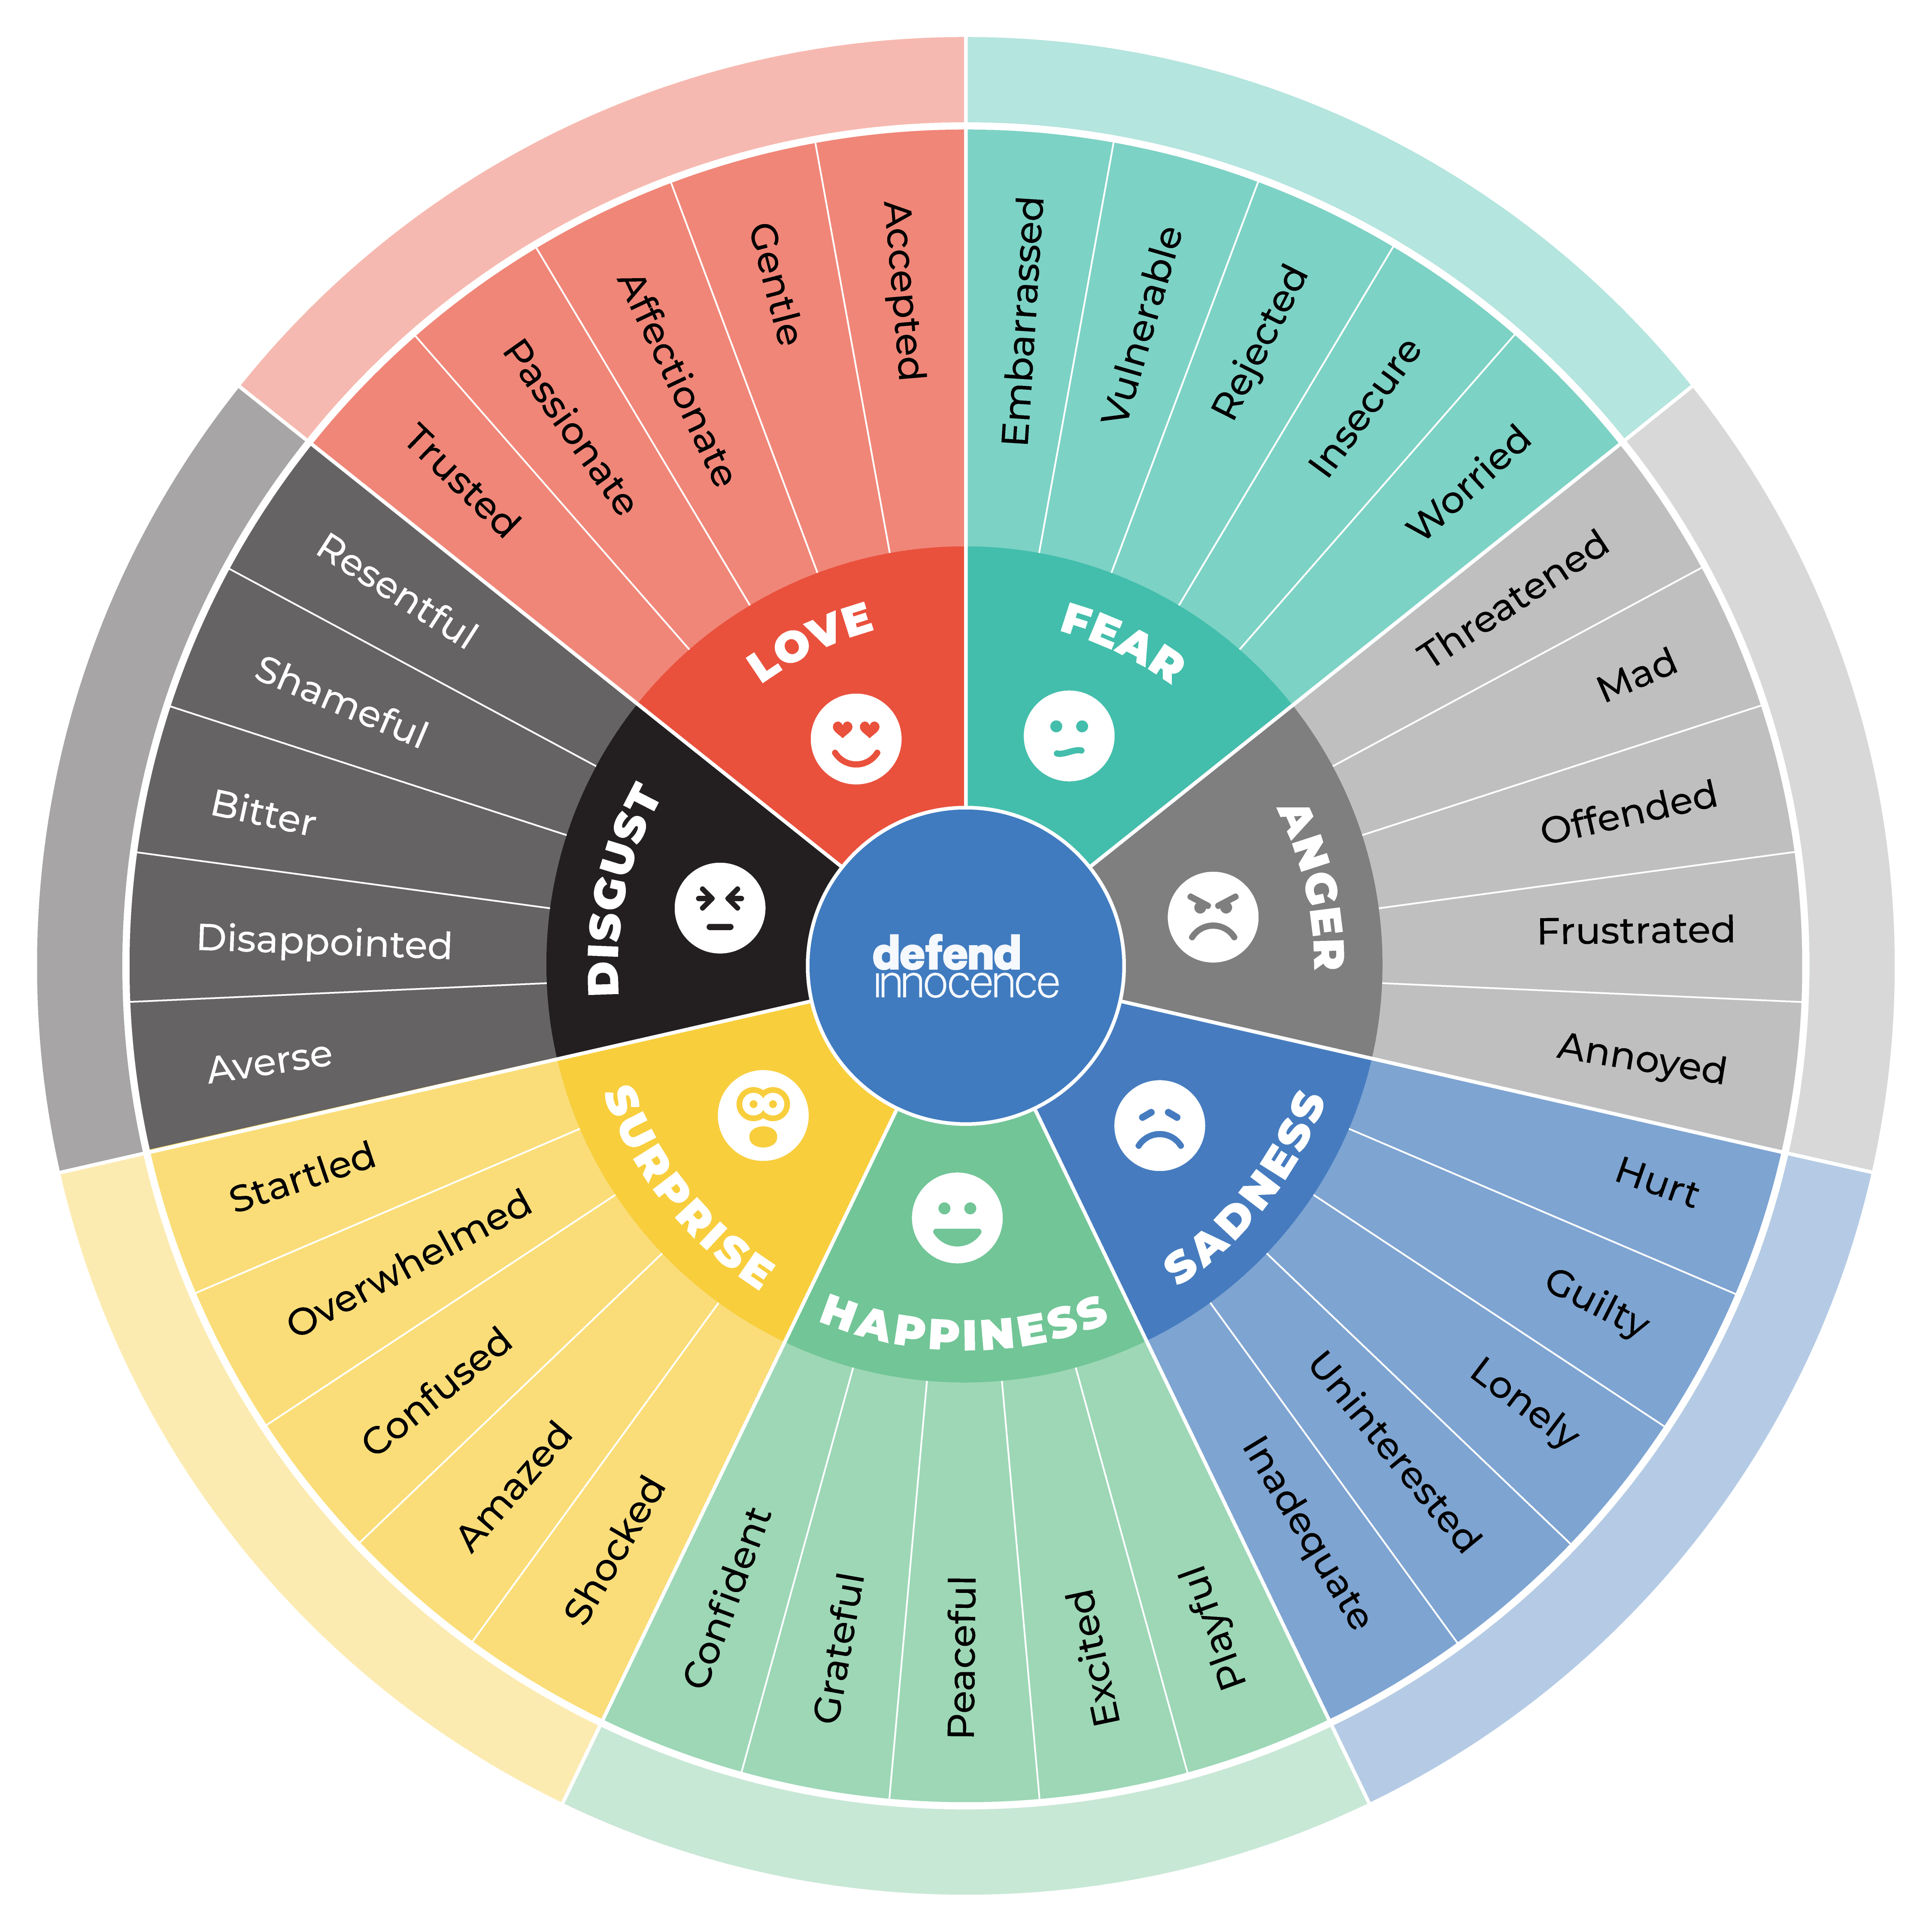 defend
innocence
FEAR
Embarrassed
Vulnerable
Rejected
Insecure
Worried
ANGER
Threatened
Mad
Offended
Frustrated
Annoyed
SADNESS
Hurt
Guilty
Lonely
Uninterested
Inadequate
HAPPINESS
Playful
Excited
Peaceful
Grateful
Confident
SURPRISE
Shocked
Amazed
Confused
Overwhelmed
Startled
DISGUST
Averse
Disappointed
Bitter
Shameful
Resentful
LOVE
Trusted
Passionate
Affectionate
Gentle
Accepted